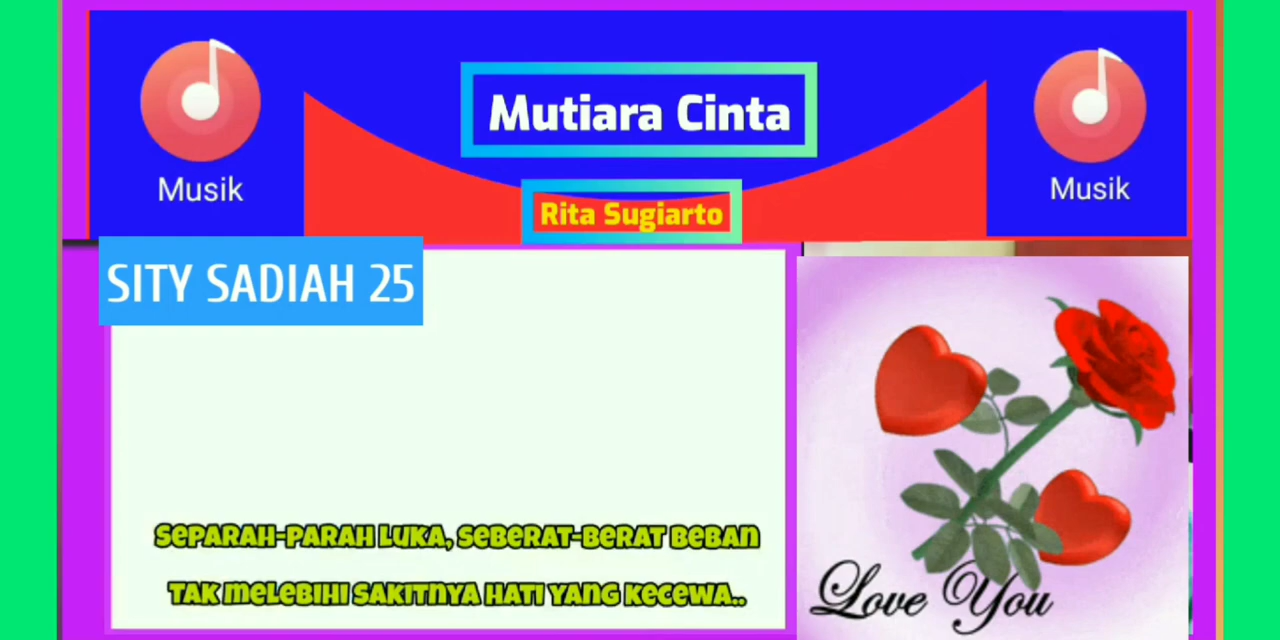 Mutiara Cinta
Musik
Musik
Rita Sugiarto
SITY SADIAH 25
SEPARAH-PARAH LUKA, SEBERAT-BERAT BEBAN
TAK MELEBIHI SAKITNYA HATI YANG KECEWA..
Love You